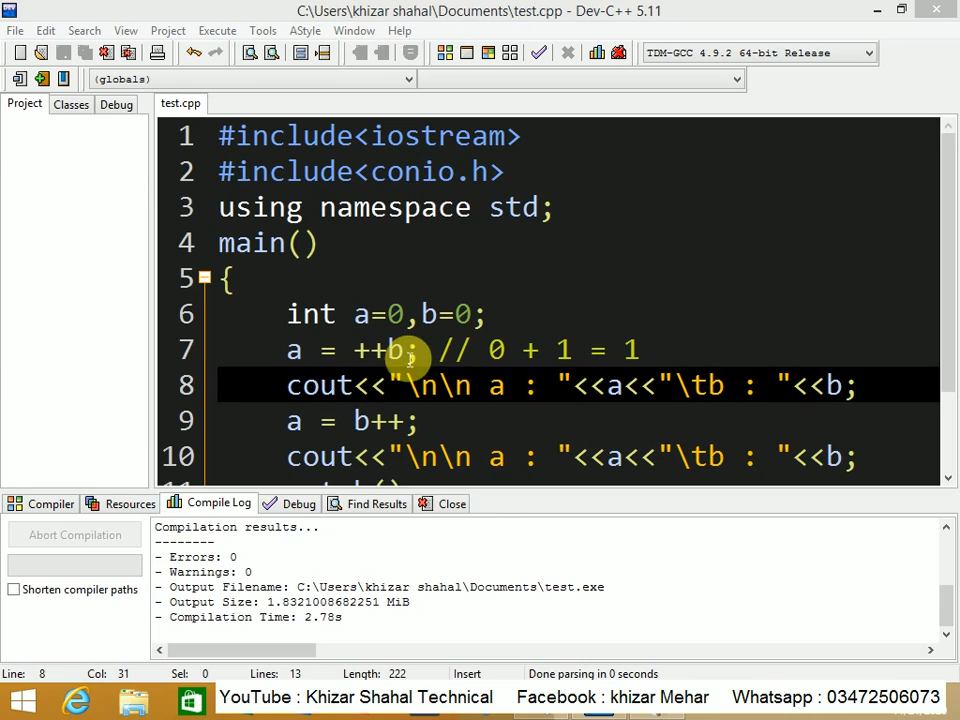 C:\Users\khizar shahal\Documents\test.cpp - Dev-C++ 5.11
File Edit Search View Project Execute Tools AStyle Window Help
TDM-GCC 4.9.2 64-bit Release
(globals)
Project Classes Debug test.cpp
1 #include<iostream>
2 #include<conio.h>
3 using namespace std;
4 main()
5 {
6 int a=0,b=0;
7 a = ++b; // 0 + 1 = 1
8 cout<<"\n\n a : "<<a<<"\tb : "<<b;
9 a = b++;
10 cout<<"\n\n a : "<<a<<"\tb : "<<b;
Compiler Resources Compile Log Debug Find Results Close
Abort Compilation
Shorten compiler paths
Compilation results...
--------
- Errors: 0
- Warnings: 0
- Output Filename: C:\Users\khizar shahal\Documents\test.exe
- Output Size: 1.8321008682251 MiB
- Compilation Time: 2.78s
Line: 8 Col: 31 Sel: 0 Lines: 13 Length: 222 Insert Done parsing in 0 seconds
YouTube : Khizar Shahal Technical Facebook : khizar Mehar Whatsapp : 03472506073